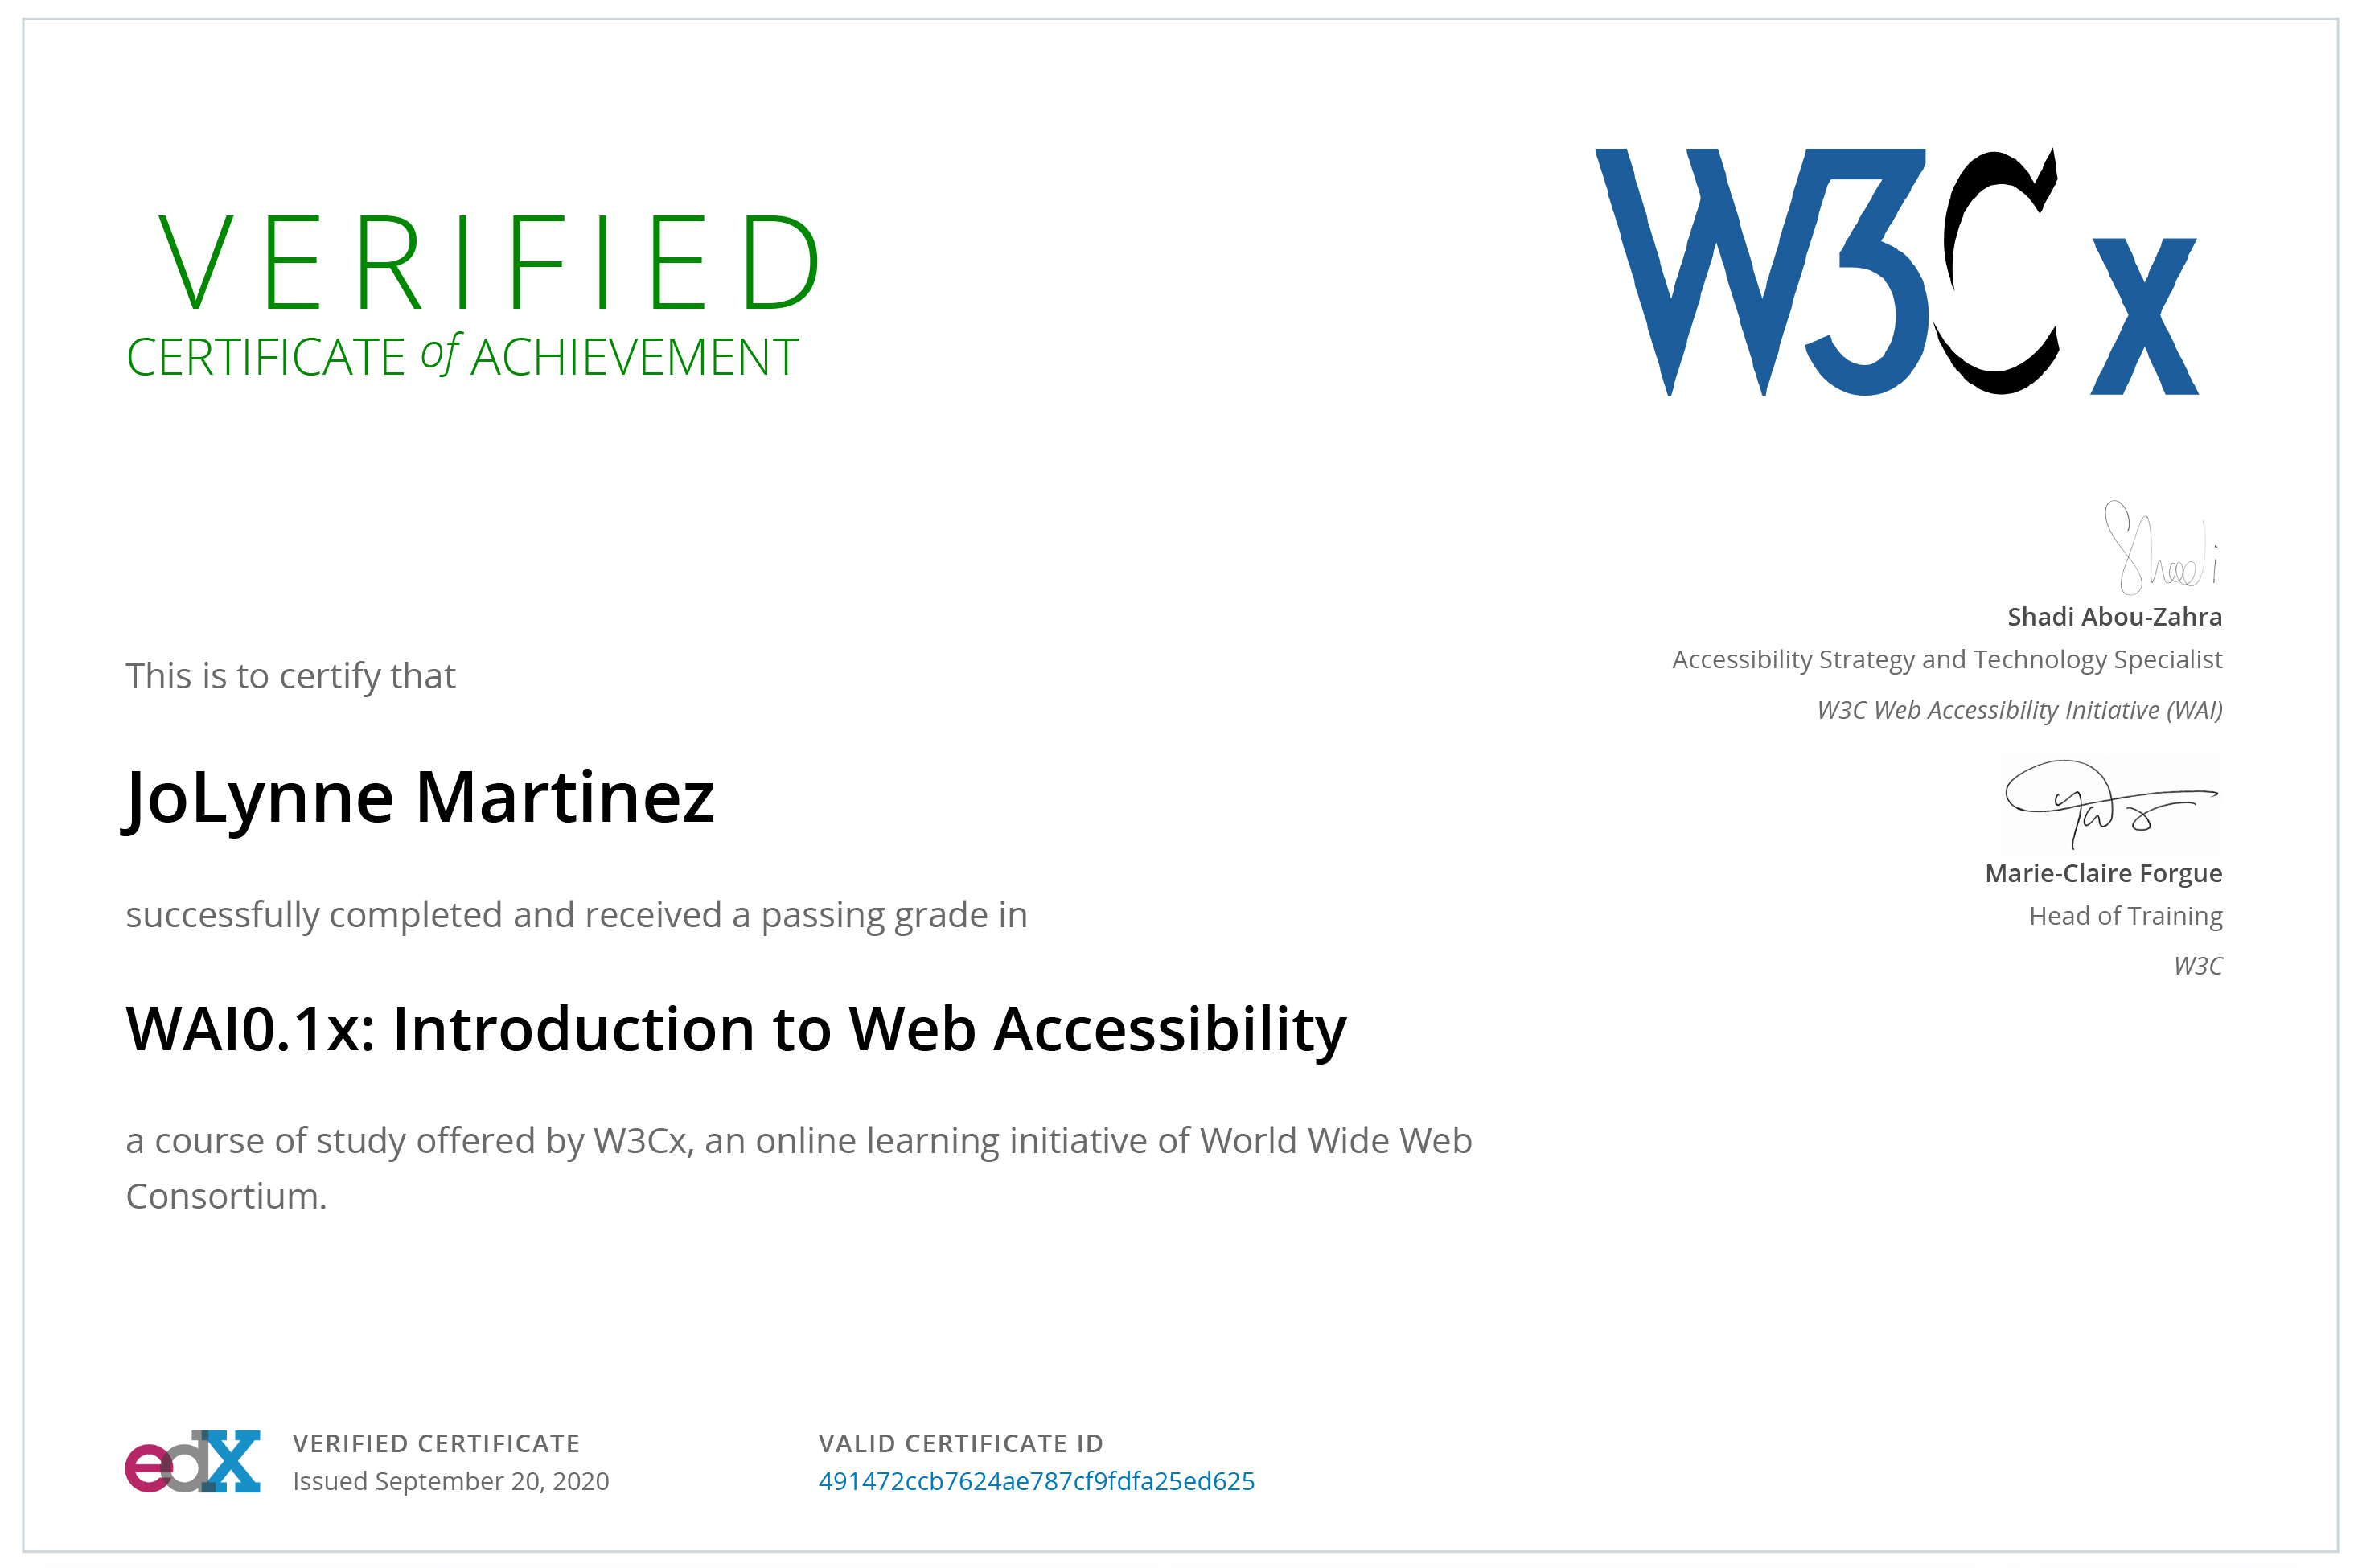 VERIFIED
CERTIFICATE of ACHIEVEMENT
W3Cx
This is to certify that
JoLynne Martinez
successfully completed and received a passing grade in
WAI0.1x: Introduction to Web Accessibility
a course of study offered by W3Cx, an online learning initiative of World Wide Web
Consortium.
Shadi
Shadi Abou-Zahra
Accessibility Strategy and Technology Specialist
W3C Web Accessibility Initiative (WAI)
Marie-Claire Forgue
Head of Training
W3C
edX
VERIFIED CERTIFICATE
Issued September 20, 2020
VALID CERTIFICATE ID
491472ccb7624ae787cf9fdfa25ed625